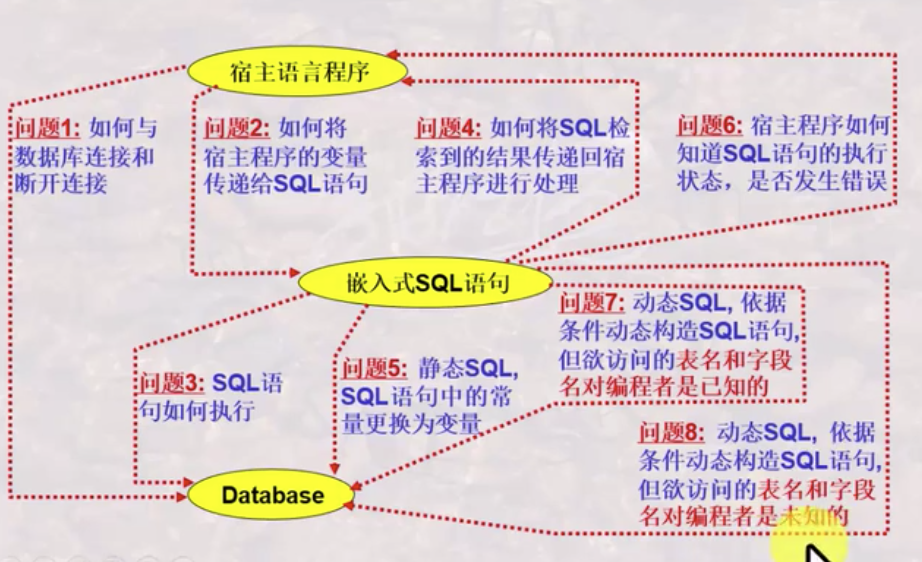 宿主语言程序
问题1: 如何与
数据库连接和
断开连接
问题2: 如何将
宿主程序的变量
传递给SQL语句
问题4: 如何将SQL检
索到的结果传递回宿
主程序进行处理
问题6: 宿主程序如何
知道SQL语句的执行
状态，是否发生错误
嵌入式SQL语句
问题3: SQL语
句如何执行
问题5: 静态SQL,
SQL语句中的常
量更换为变量
问题7: 动态SQL, 依据
条件动态构造SQL语句,
但欲访问的表名和字段
名对编程者是已知的
问题8: 动态SQL, 依据
条件动态构造SQL语句,
但欲访问的表名和字段
名对编程者是未知的
Database